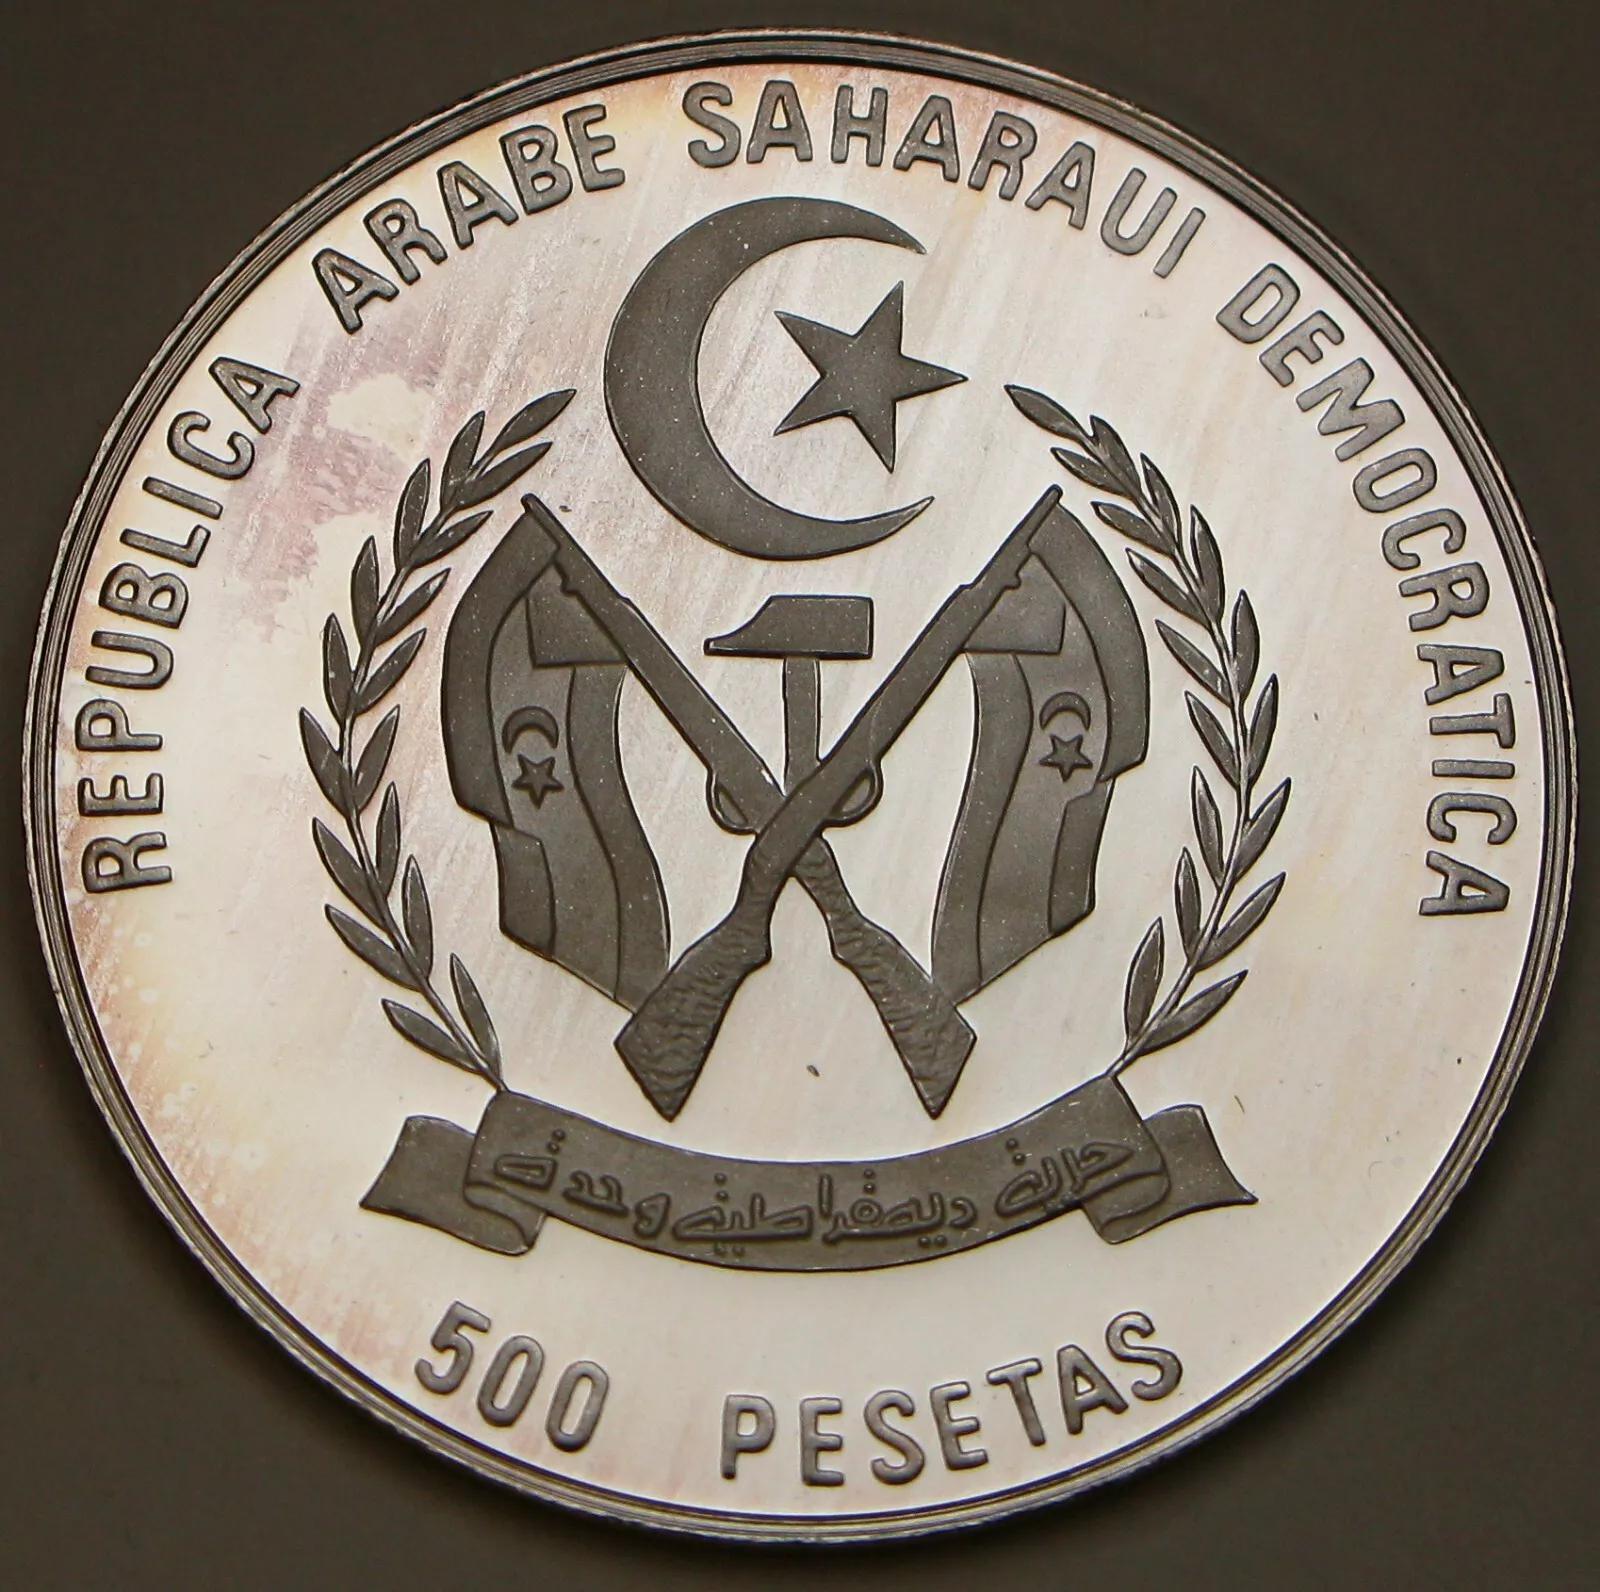 REPUBLICA ARABE SAHARAUI DEMOCRATICA
حرية ديمقراطية وحدة
500 PESETAS